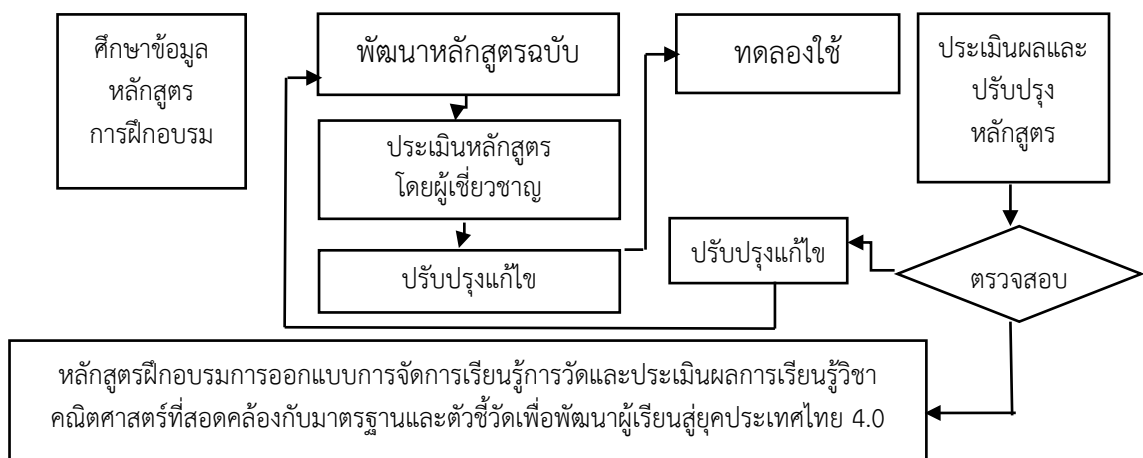 ศึกษาข้อมูล
หลักสูตร
การฝึกอบรม
พัฒนาหลักสูตรฉบับ
ประเมินหลักสูตร
โดยผู้เชี่ยวชาญ
ปรับปรุงแก้ไข
ทดลองใช้
ประเมินผลและ
ปรับปรุง
หลักสูตร
ตรวจสอบ
ปรับปรุงแก้ไข
หลักสูตรฝึกอบรมการออกแบบการจัดการเรียนรู้การวัดและประเมินผลการเรียนรู้วิชา
คณิตศาสตร์ที่สอดคล้องกับมาตรฐานและตัวชี้วัดเพื่อพัฒนาผู้เรียนสู่ยุคประเทศไทย 4.0